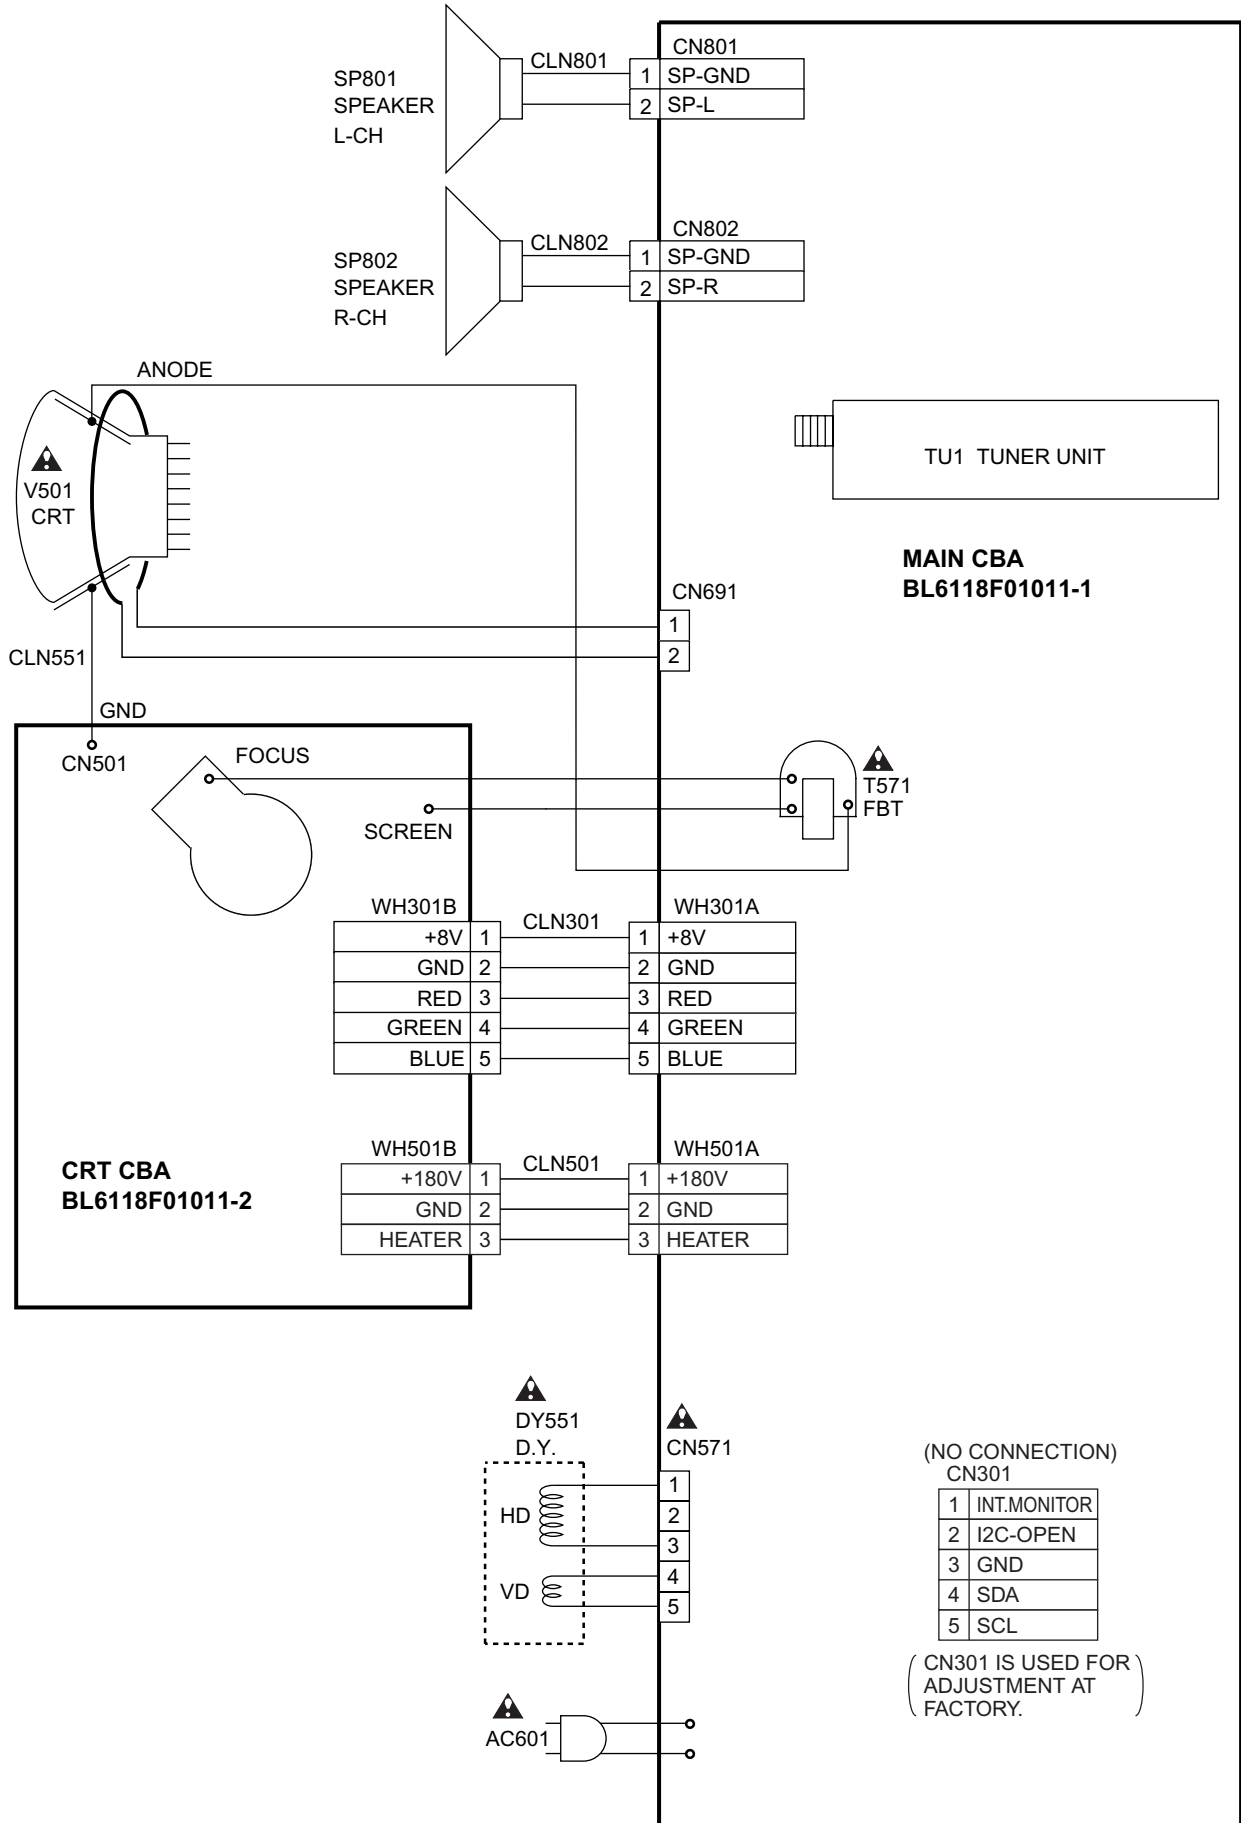 SP801
SPEAKER
L-CH
CLN801
CN801
1 SP-GND
2 SP-L
SP802
SPEAKER
R-CH
CLN802
CN802
1 SP-GND
2 SP-R
ANODE
V501
CRT
TU1 TUNER UNIT
MAIN CBA
BL6118F01011-1
CN691
1
2
CLN551
GND
CN501
FOCUS
SCREEN
T571
FBT
WH301B
CLN301
WH301A
+8V 1 1 +8V
GND 2 2 GND
RED 3 3 RED
GREEN 4 4 GREEN
BLUE 5 5 BLUE
CRT CBA
BL6118F01011-2
WH501B
CLN501
WH501A
+180V 1 1 +180V
GND 2 2 GND
HEATER 3 3 HEATER
DY551
D.Y.
HD
VD
CN571
1
2
3
4
5
(NO CONNECTION)
CN301
1 INT.MONITOR
2 I2C-OPEN
3 GND
4 SDA
5 SCL
( CN301 IS USED FOR
ADJUSTMENT AT
FACTORY. )
AC601